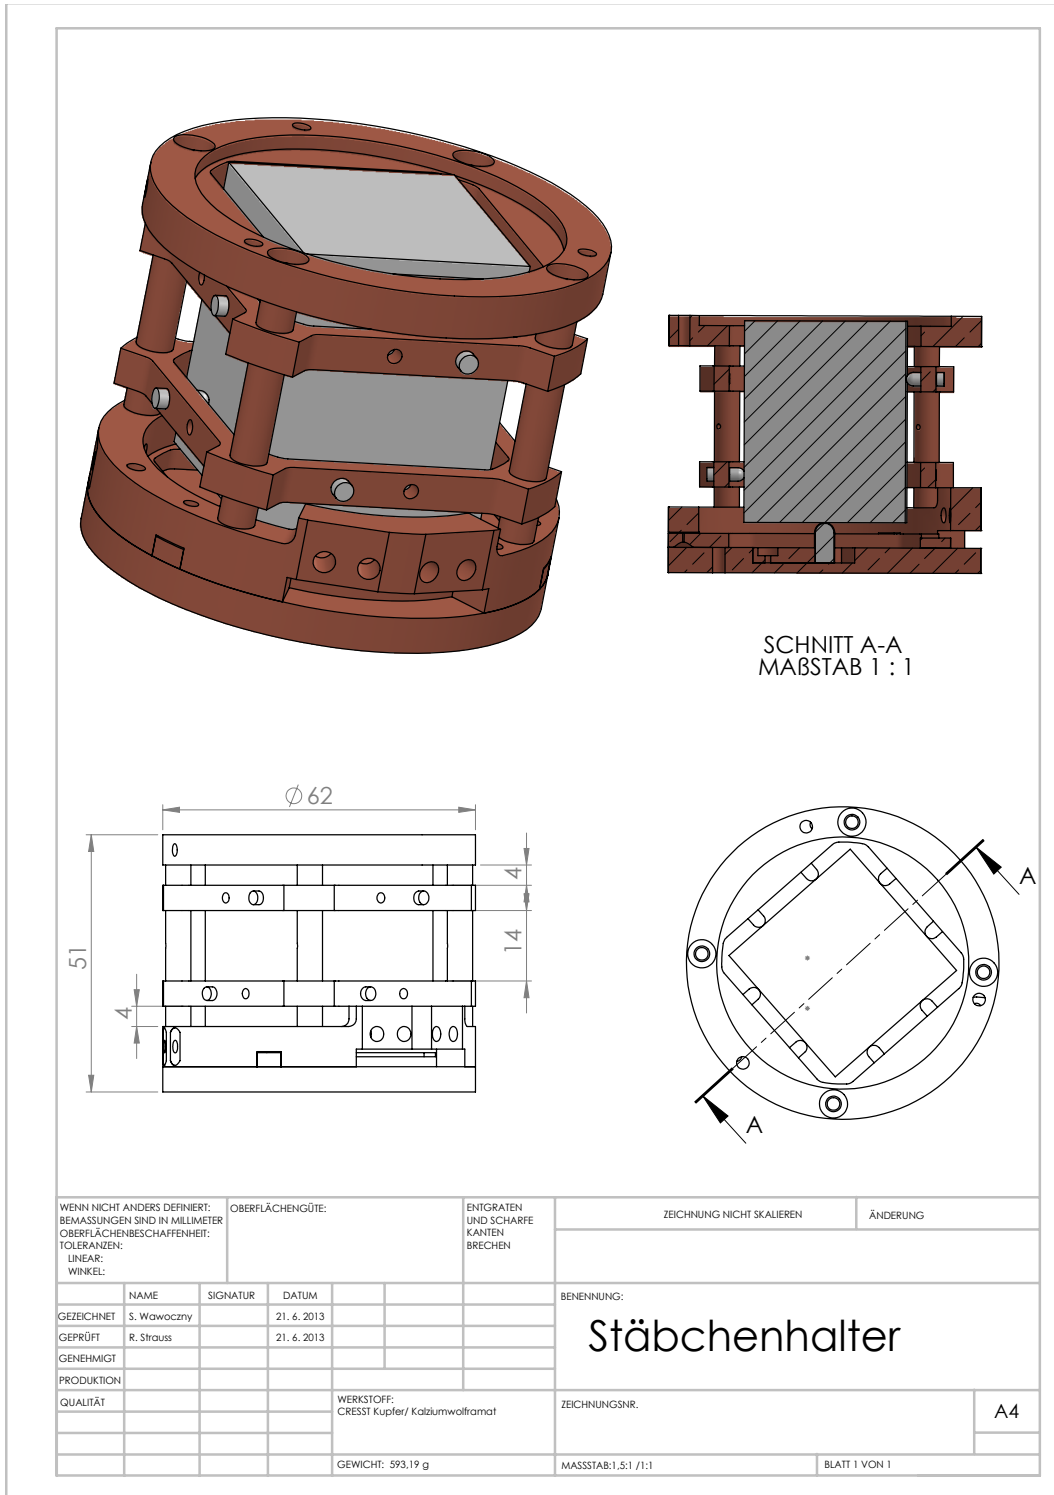 SCHNITT A-A
MAßSTAB 1 : 1
∅ 62
51
4
4
14
A
A
WENN NICHT ANDERS DEFINIERT:
BEMASSUNGEN SIND IN MILLIMETER
OBERFLÄCHENBESCHAFFENHEIT:
TOLERANZEN:
LINEAR:
WINKEL:
OBERFLÄCHENGÜTE:
ENTGRATEN
UND SCHARFE
KANTEN
BRECHEN
ZEICHNUNG NICHT SKALIEREN
ÄNDERUNG
NAME SIGNATUR DATUM
GEZEICHNET S. Wawoczny 21. 6. 2013
GEPRÜFT R. Strauss 21. 6. 2013
GENEHMIGT
PRODUKTION
QUALITÄT
BENENNUNG:
Stäbchenhalter
WERKSTOFF:
CRESST Kupfer/ Kalziumwolframat
ZEICHNUNGSNR.
A4
GEWICHT: 593,19 g
MASSSTAB:1,5:1 /1:1
BLATT 1 VON 1